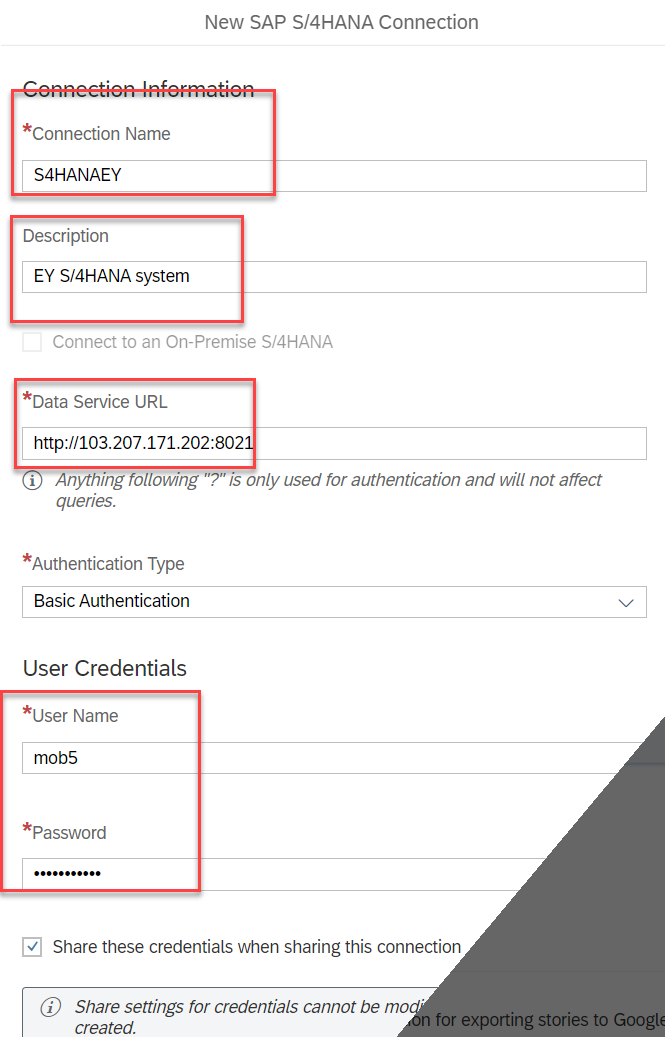 New SAP S/4HANA Connection
Connection Information
*Connection Name
S4HANAEY
Description
EY S/4HANA system
Connect to an On-Premise S/4HANA
*Data Service URL
http://103.207.171.202:8021
Anything following "?" is only used for authentication and will not affect
queries.
*Authentication Type
Basic Authentication
User Credentials
*User Name
mob5
*Password
•••••••••••
Share these credentials when sharing this connection
Share settings for credentials cannot be
created.
for exporting stories to Google